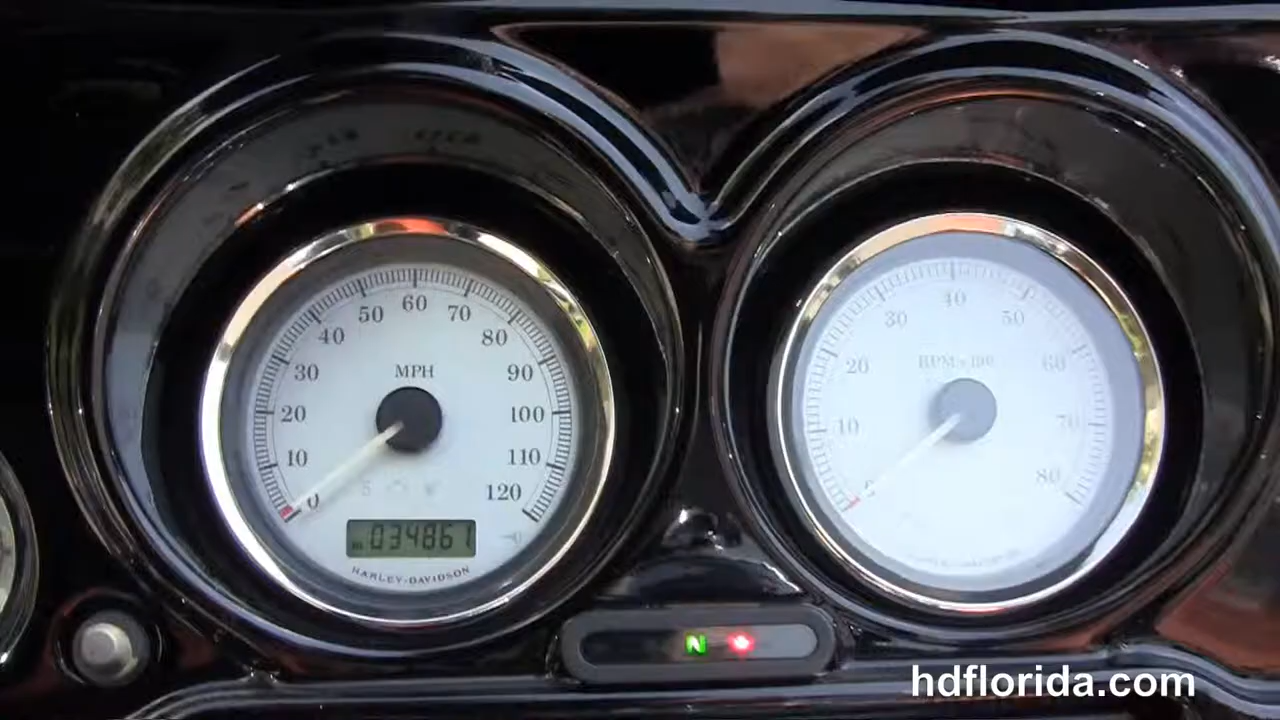 10 20 30 40 50 60 70 80 90 100 110 120
MPH
0
034861
HARLEY-DAVIDSON
10 20 30 40 50 60 70 80
RPM x 100
N
hdflorida.com